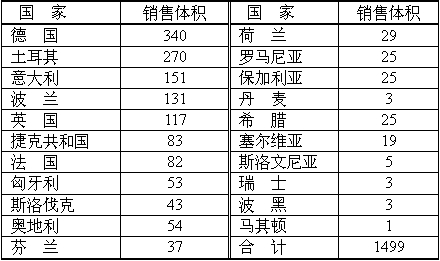 国 家 销售体积 国 家 销售体积
德 国 340 荷 兰 29
土耳其 270 罗马尼亚 25
意大利 151 保加利亚 25
波 兰 131 丹 麦 3
英 国 117 希 腊 25
捷克共和国 83 塞尔维亚 19
法 国 82 斯洛文尼亚 5
匈牙利 53 瑞 士 3
斯洛伐克 43 波 黑 3
奥地利 54 马其顿 1
芬 兰 37 合 计 1499